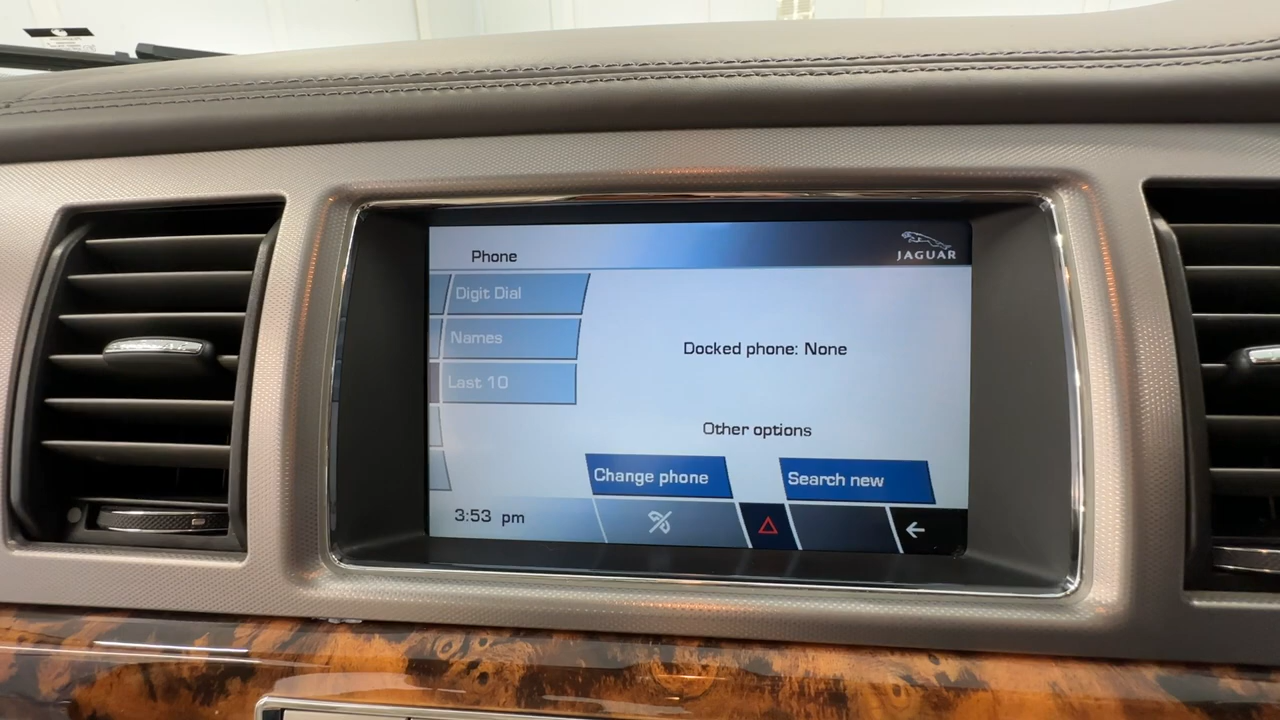 Phone
JAGUAR
Digit Dial
Names
Last 10
Docked phone: None
Other options
Change phone
Search new
3:53 pm